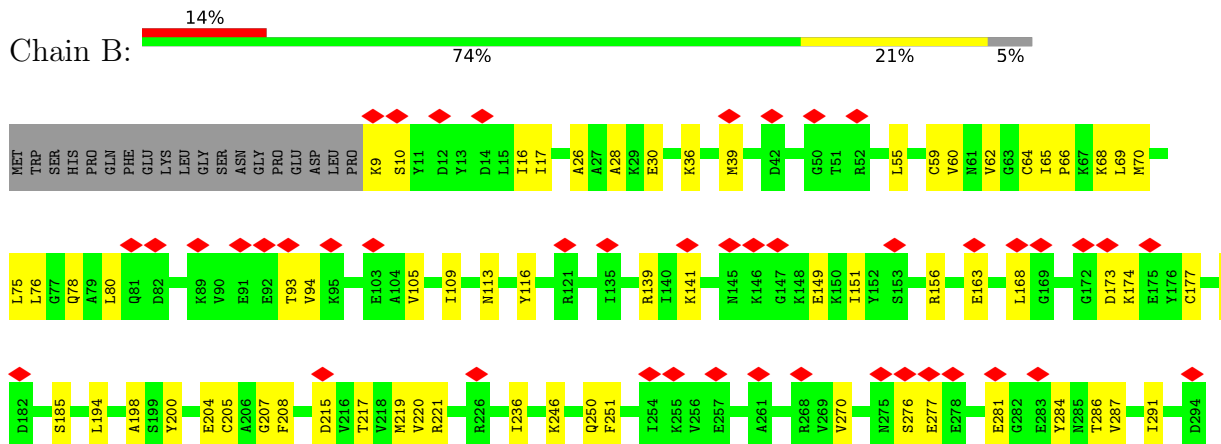 14%
Chain B:
74% 21% 5%
MET TRP SER HIS PRO GLN PHE GLU LYS LEU GLY SER ASN GLY PRO GLU ASP LEU PRO K9 S10 Y11 D12 Y13 D14 L15 I16 I17 A26 A27 A28 K29 E30 K36 M39 D42 G50 T51 R52 L55 C59 V60 N61 V62 G63 C64 I65 P66 K67 K68 L69 M70
L75 L76 G77 Q78 A79 L80 Q81 D82 K89 V90 E91 E92 T93 V94 K95 E103 A104 V105 I109 N113 Y116 R121 I135 R139 I140 K141 N145 K146 G147 K148 E149 K150 I151 Y152 S153 R156 E163 L168 G169 G172 D173 K174 E175 Y176 C177
D182 S185 L194 A198 S199 Y200 E204 C205 A206 G207 F208 D215 V216 T217 V218 M219 V220 R221 R226 I236 K246 Q250 F251 I254 K255 V256 E257 A261 R268 V269 V270 N275 S276 E277 E278 E281 G282 E283 Y284 N285 T286 V287 I291 D294